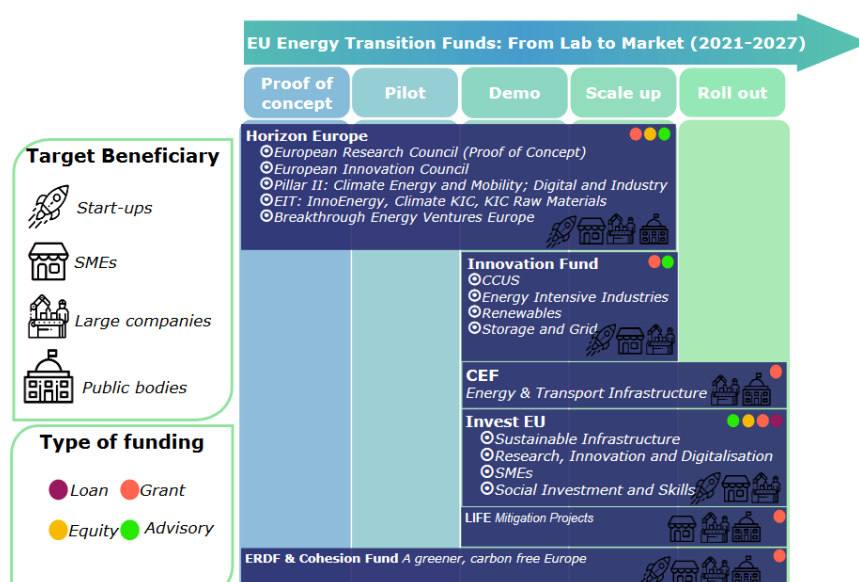 EU Energy Transition Funds: From Lab to Market (2021-2027)
Proof of
concept
Pilot
Demo
Scale up
Roll out
Target Beneficiary
Start-ups
SMEs
Large companies
Public bodies
Type of funding
Loan
Grant
Equity
Advisory
Horizon Europe
European Research Council (Proof of Concept)
European Innovation Council
Pillar II: Climate Energy and Mobility; Digital and Industry
EIT: InnoEnergy, Climate KIC, KIC Raw Materials
Breakthrough Energy Ventures Europe
Innovation Fund
CCUS
Energy Intensive Industries
Renewables
Storage and Grid
CEF
Energy & Transport Infrastructure
Invest EU
Sustainable Infrastructure
Research, Innovation and Digitalisation
SMEs
Social Investment and Skills
LIFE Mitigation Projects
ERDF & Cohesion Fund A greener, carbon free Europe